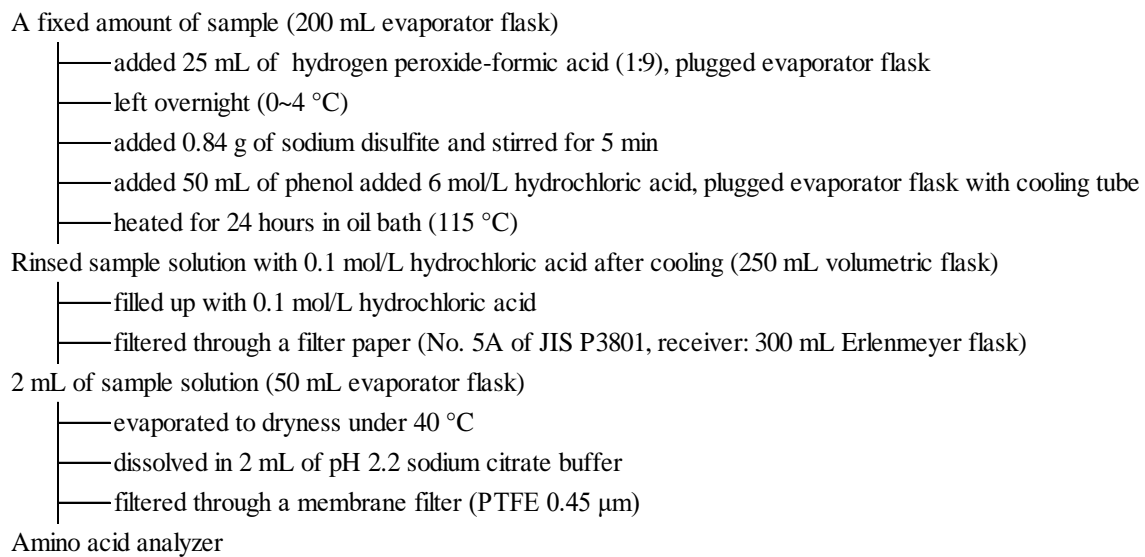 A fixed amount of sample (200 mL evaporator flask)
added 25 mL of hydrogen peroxide-formic acid (1:9), plugged evaporator flask
left overnight (0~4 °C)
added 0.84 g of sodium disulfite and stirred for 5 min
added 50 mL of phenol added 6 mol/L hydrochloric acid, plugged evaporator flask with cooling tube
heated for 24 hours in oil bath (115 °C)
Rinsed sample solution with 0.1 mol/L hydrochloric acid after cooling (250 mL volumetric flask)
filled up with 0.1 mol/L hydrochloric acid
filtered through a filter paper (No. 5A of JIS P3801, receiver: 300 mL Erlenmeyer flask)
2 mL of sample solution (50 mL evaporator flask)
evaporated to dryness under 40 °C
dissolved in 2 mL of pH 2.2 sodium citrate buffer
filtered through a membrane filter (PTFE 0.45 μm)
Amino acid analyzer